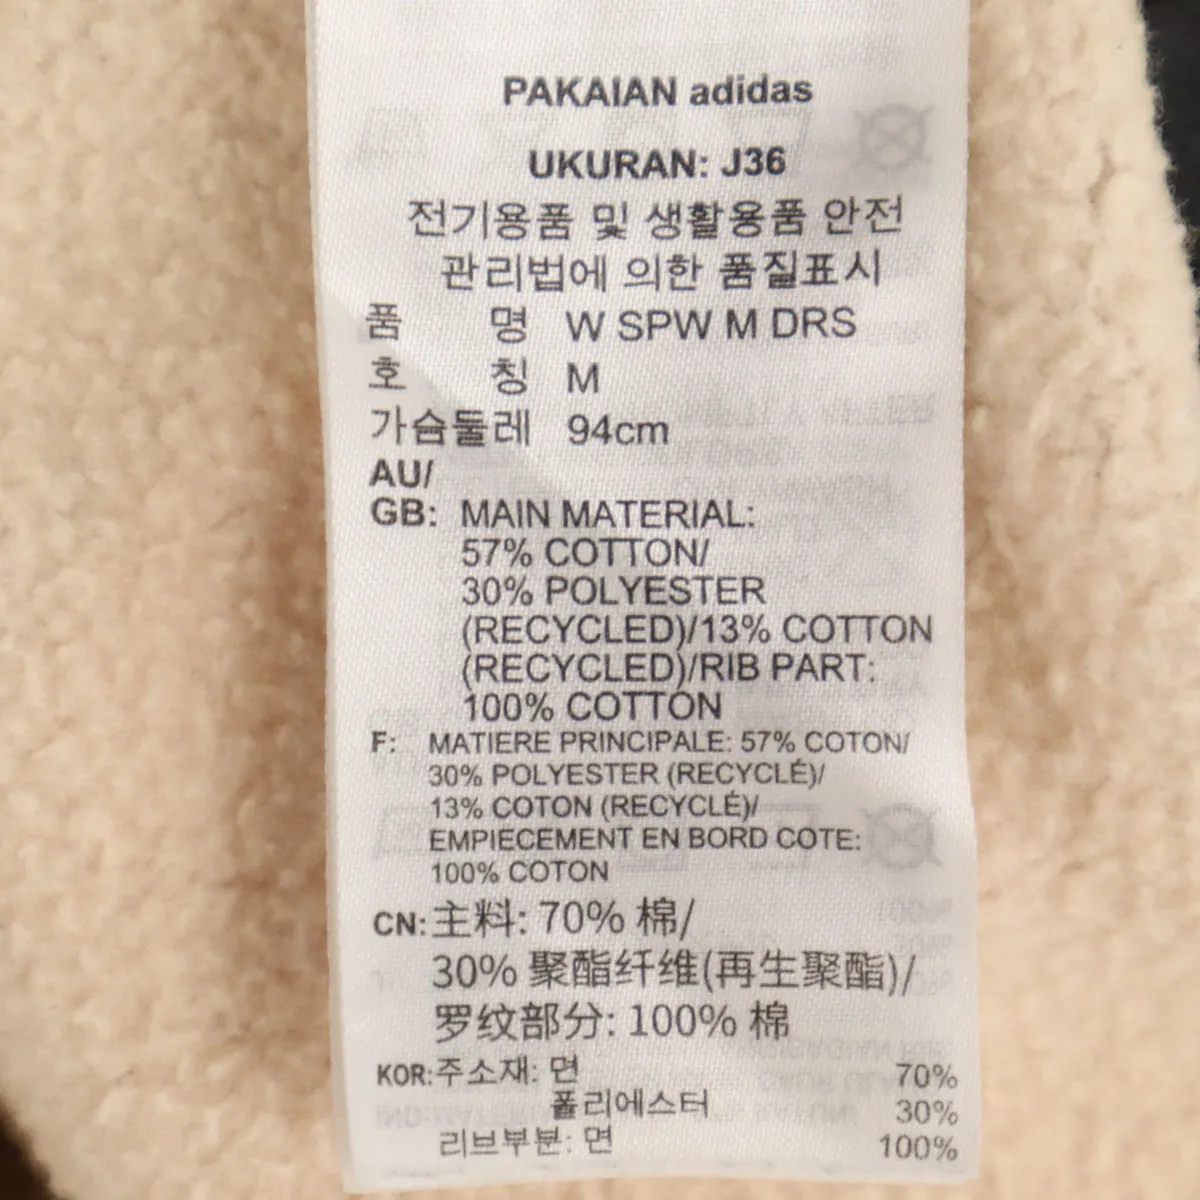 PAKAIAN adidas
UKURAN: J36
전기용품 및 생활용품 안전
관리법에 의한 품질표시
품 명 W SPW M DRS
호 칭 M
가슴둘레 94cm
AU/
GB: MAIN MATERIAL:
57% COTTON/
30% POLYESTER
(RECYCLED)/13% COTTON
(RECYCLED)/RIB PART:
100% COTTON
F: MATIERE PRINCIPALE: 57% COTON/
30% POLYESTER (RECYCLÉ)/
13% COTON (RECYCLÉ)/
EMPIECEMENT EN BORD COTE:
100% COTON
CN: 主料: 70% 棉/
30% 聚酯纤维(再生聚酯)/
罗纹部分: 100% 棉
KOR: 주소재: 면 70%
폴리에스터 30%
리브부분: 면 100%